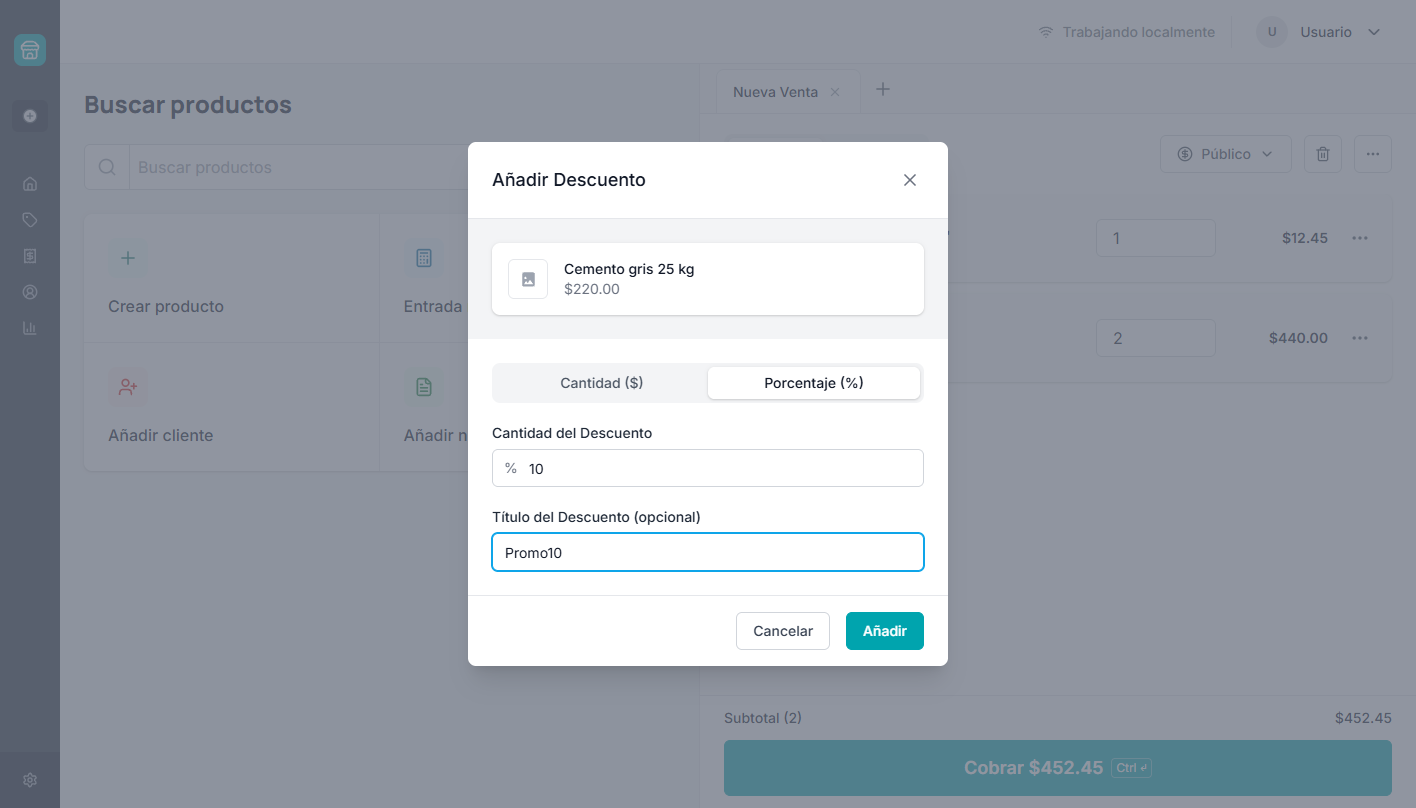 Trabajando localmente
U
Usuario
Buscar productos
Buscar productos
Crear producto
Entrada
Añadir cliente
Añadir n
Nueva Venta
Público
1
$12.45
2
$440.00
Añadir Descuento
Cemento gris 25 kg
$220.00
Cantidad ($)
Porcentaje (%)
Cantidad del Descuento
% 10
Título del Descuento (opcional)
Promo10
Cancelar
Añadir
Subtotal (2)
$452.45
Cobrar $452.45 Ctrl ↵